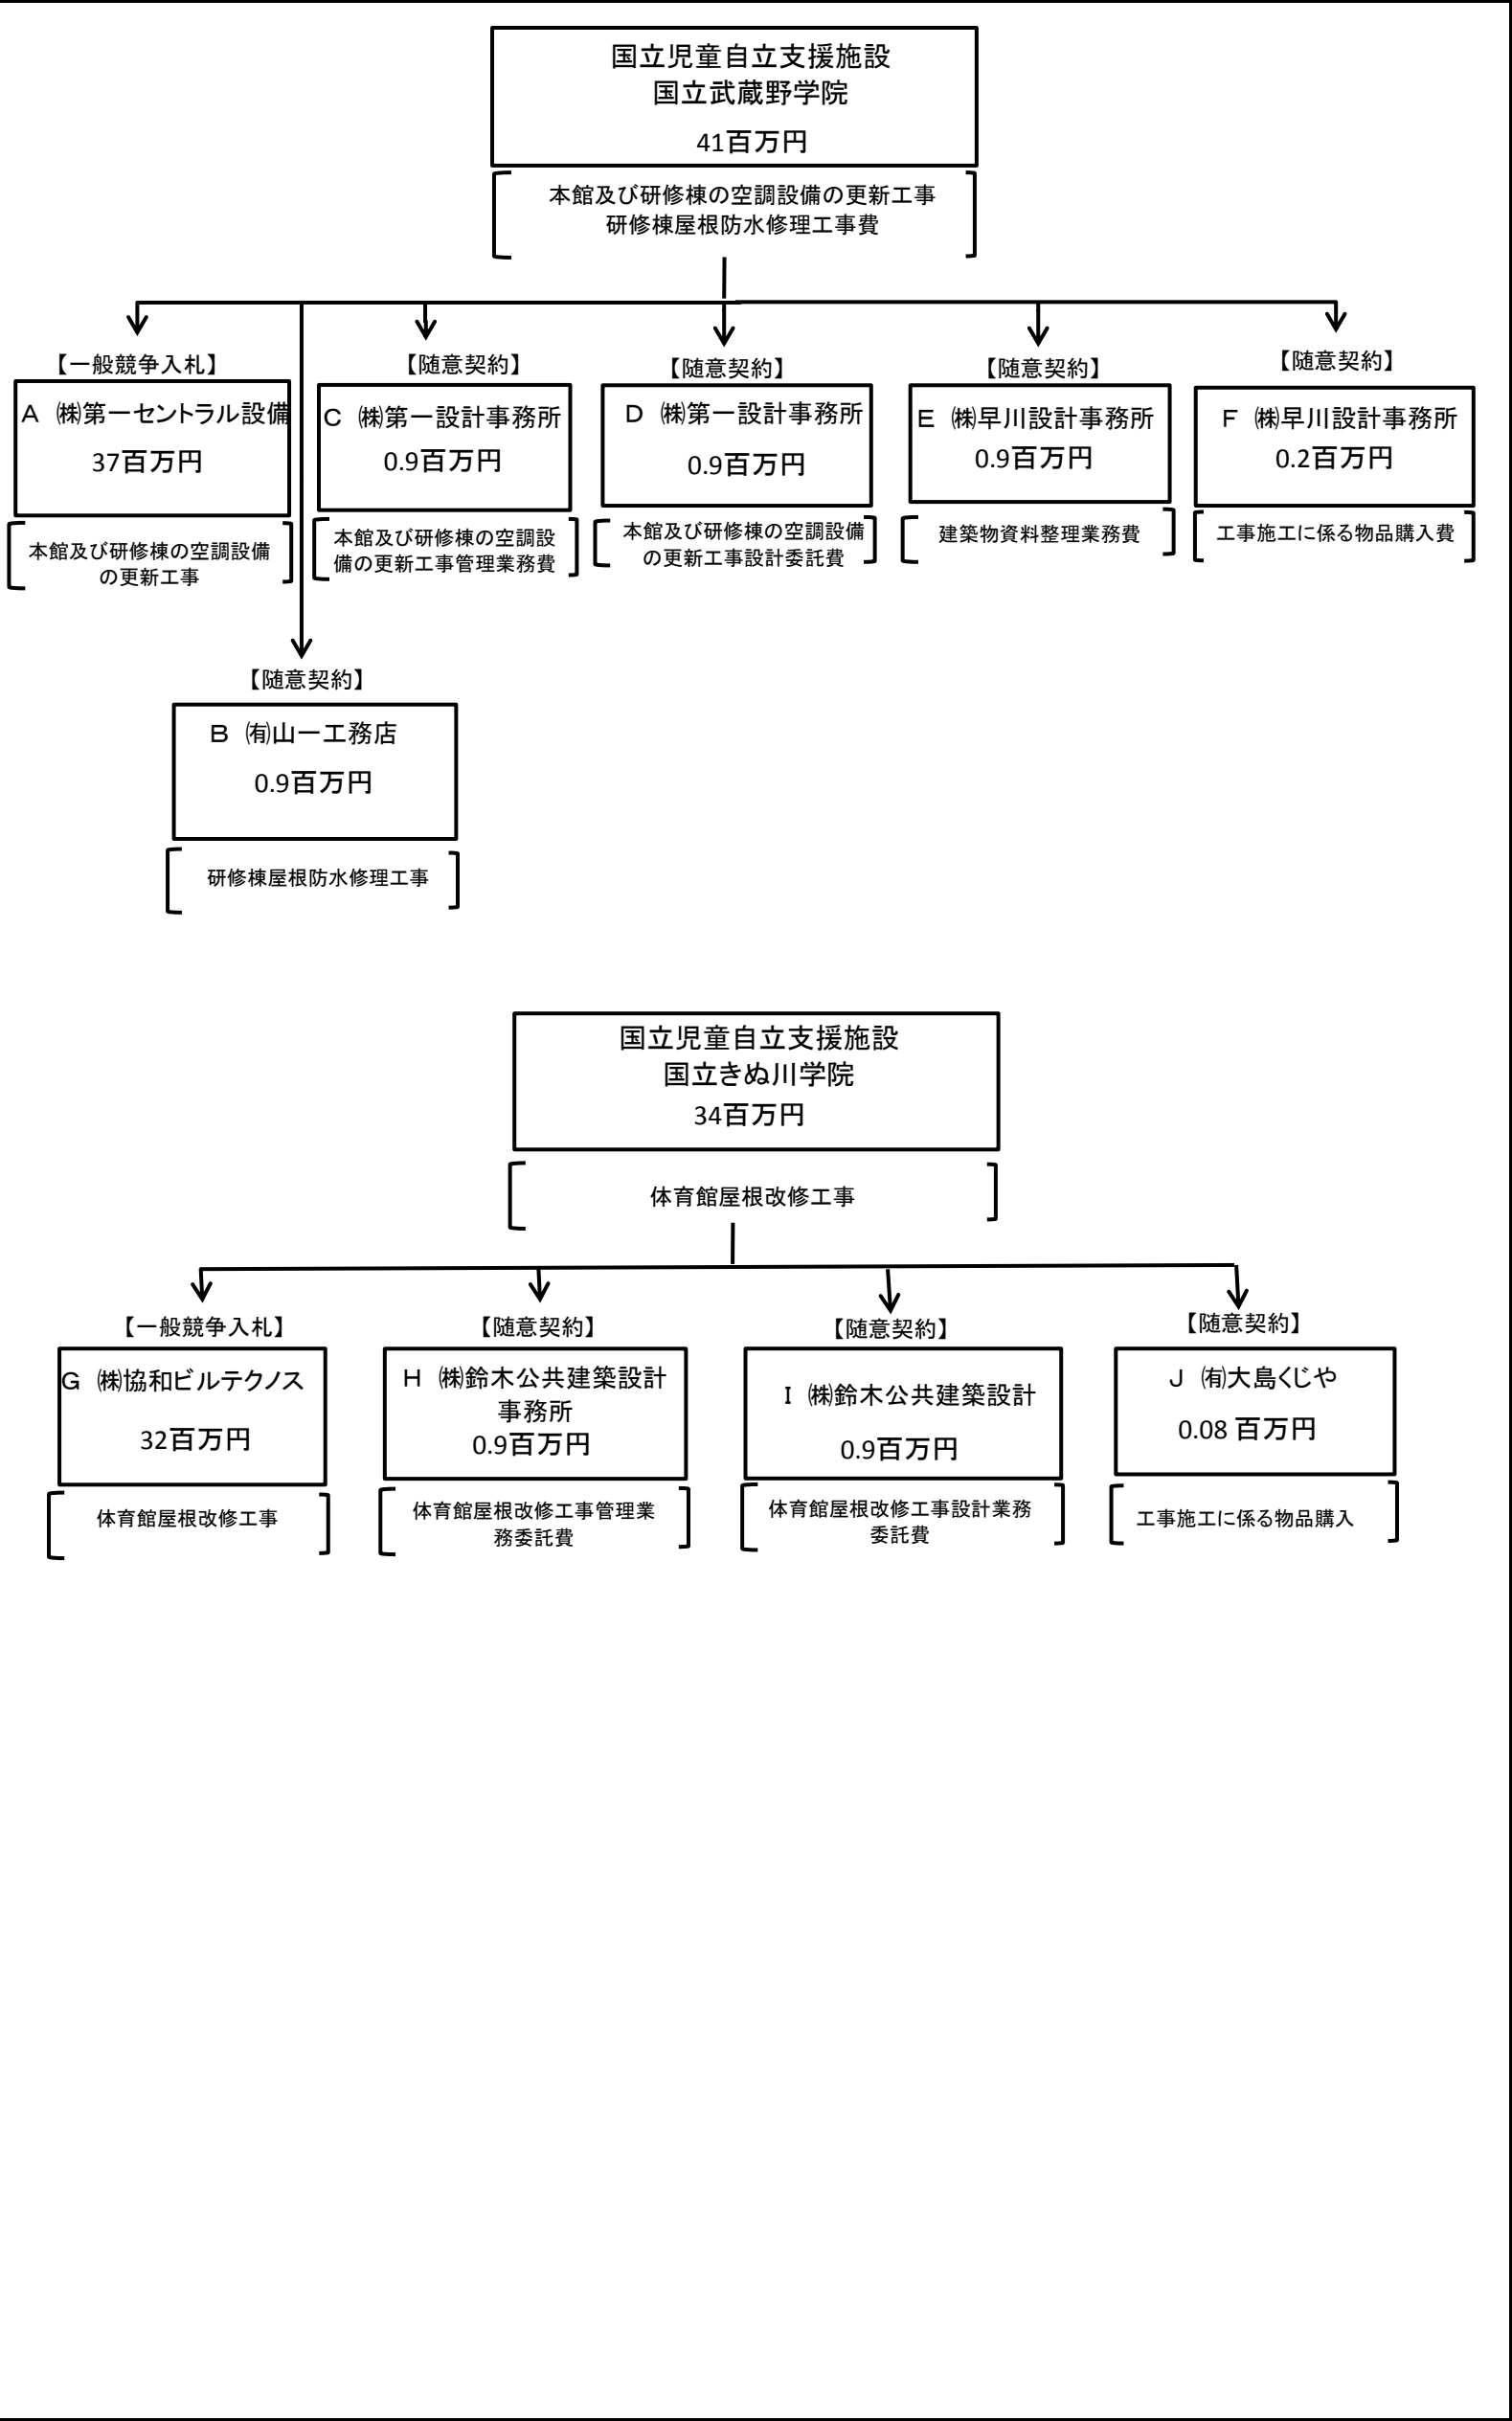 国立児童自立支援施設
国立武蔵野学院
41百万円
本館及び研修棟の空調設備の更新工事
研修棟屋根防水修理工事費
【一般競争入札】
A ㈱第一セントラル設備
37百万円
本館及び研修棟の空調設備
の更新工事
【随意契約】
C ㈱第一設計事務所
0.9百万円
本館及び研修棟の空調設
備の更新工事管理業務費
【随意契約】
D ㈱第一設計事務所
0.9百万円
本館及び研修棟の空調設備
の更新工事設計委託費
【随意契約】
E ㈱早川設計事務所
0.9百万円
建築物資料整理業務費
【随意契約】
F ㈱早川設計事務所
0.2百万円
工事施工に係る物品購入費
【随意契約】
B ㈲山一工務店
0.9百万円
研修棟屋根防水修理工事
国立児童自立支援施設
国立きぬ川学院
34百万円
体育館屋根改修工事
【一般競争入札】
G ㈱協和ビルテクノス
32百万円
体育館屋根改修工事
【随意契約】
H ㈱鈴木公共建築設計
事務所
0.9百万円
体育館屋根改修工事管理業
務委託費
【随意契約】
I ㈱鈴木公共建築設計
0.9百万円
体育館屋根改修工事設計業務
委託費
【随意契約】
J ㈲大島くじや
0.08 百万円
工事施工に係る物品購入